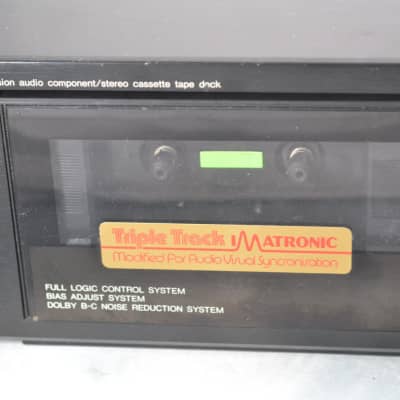 sion audio component/stereo cassette tape deck
Triple Track IMATRONIC
Modified For Audio Visual Syncronisation
FULL LOGIC CONTROL SYSTEM
BIAS ADJUST SYSTEM
DOLBY B-C NOISE REDUCTION SYSTEM